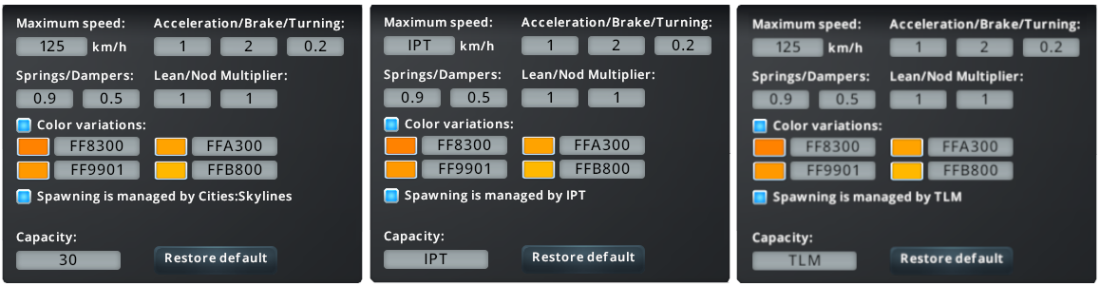 Maximum speed: Acceleration/Brake/Turning:
125 km/h 1 2 0.2
Springs/Dampers: Lean/Nod Multiplier:
0.9 0.5 1 1
Color variations:
FF8300 FFA300
FF9901 FFB800
Spawning is managed by Cities:Skylines
Capacity:
30 Restore default
Maximum speed: Acceleration/Brake/Turning:
IPT km/h 1 2 0.2
Springs/Dampers: Lean/Nod Multiplier:
0.9 0.5 1 1
Color variations:
FF8300 FFA300
FF9901 FFB800
Spawning is managed by IPT
Capacity:
IPT Restore default
Maximum speed: Acceleration/Brake/Turning:
125 km/h 1 2 0.2
Springs/Dampers: Lean/Nod Multiplier:
0.9 0.5 1 1
Color variations:
FF8300 FFA300
FF9901 FFB800
Spawning is managed by TLM
Capacity:
TLM Restore default